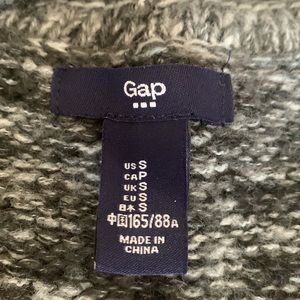 Gap
US S
CA P
UK S
EU S
日本 S
中国165/88A
MADE IN
CHINA